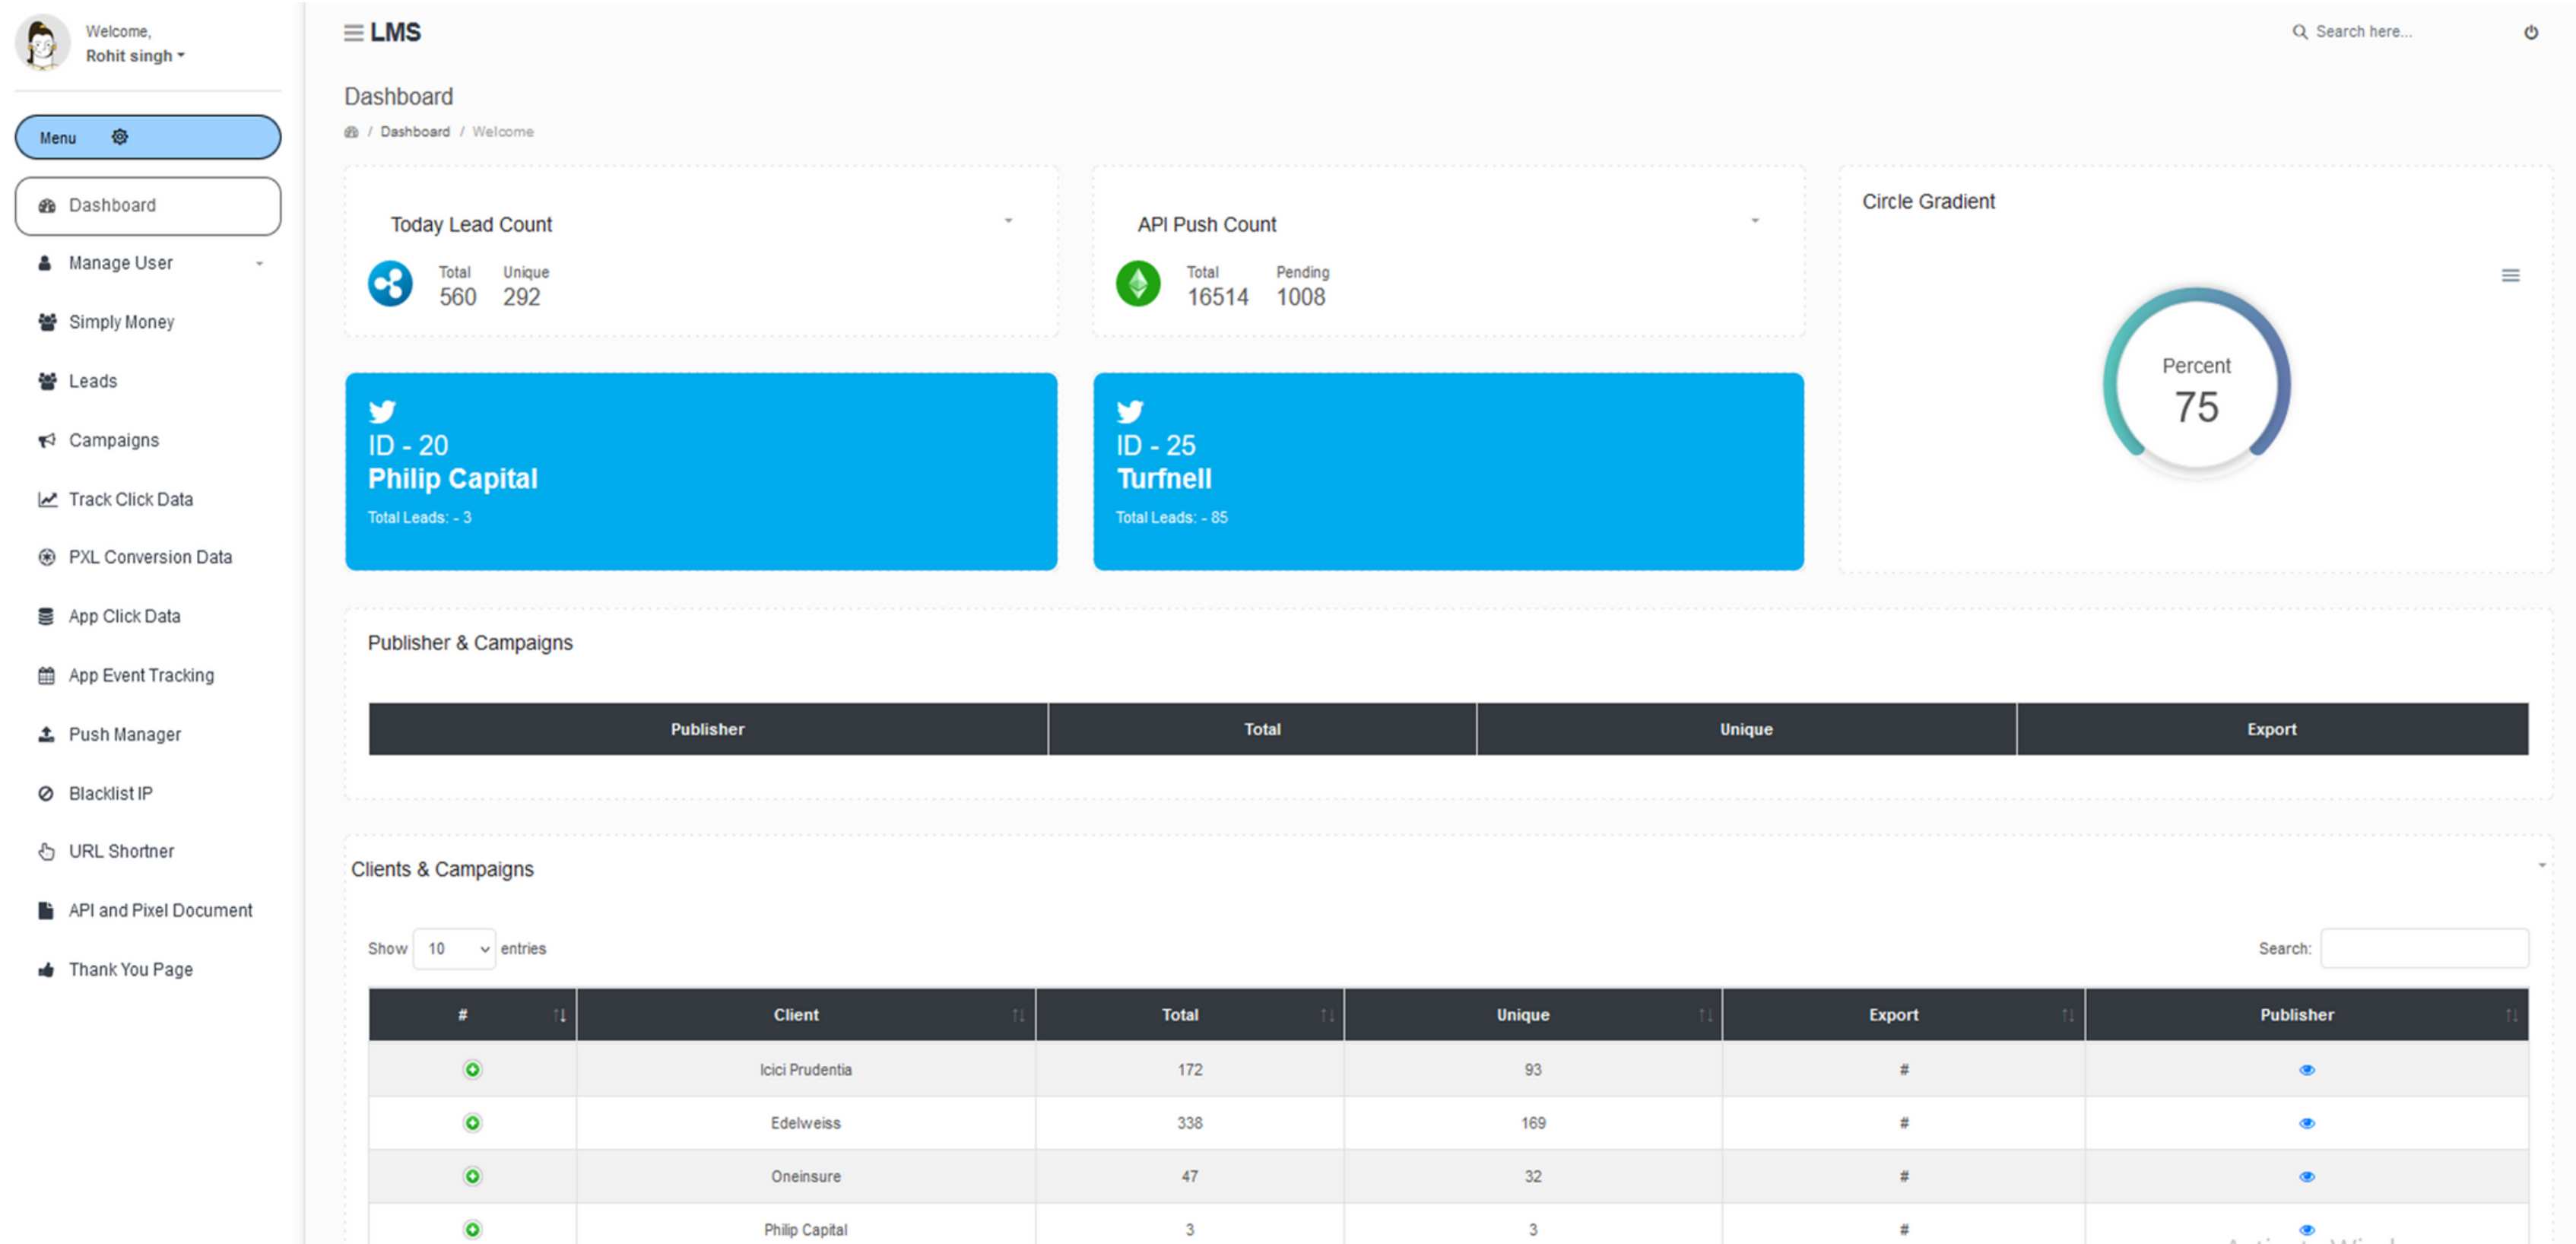 Welcome,
Rohit singh
Menu
Dashboard
Manage User
Simply Money
Leads
Campaigns
Track Click Data
PXL Conversion Data
App Click Data
App Event Tracking
Push Manager
Blacklist IP
URL Shortner
API and Pixel Document
Thank You Page
LMS
Search here...
Dashboard
/ Dashboard / Welcome
Today Lead Count
Total Unique
560 292
API Push Count
Total Pending
16514 1008
Circle Gradient
Percent
75
ID - 20
Philip Capital
Total Leads: - 3
ID - 25
Turfnell
Total Leads: - 85
Publisher & Campaigns
Publisher Total Unique Export
Clients & Campaigns
Show 10 entries
Search:
# Client Total Unique Export Publisher
Icici Prudentia 172 93 #
Edelweiss 338 169 #
Oneinsure 47 32 #
Philip Capital 3 3 #